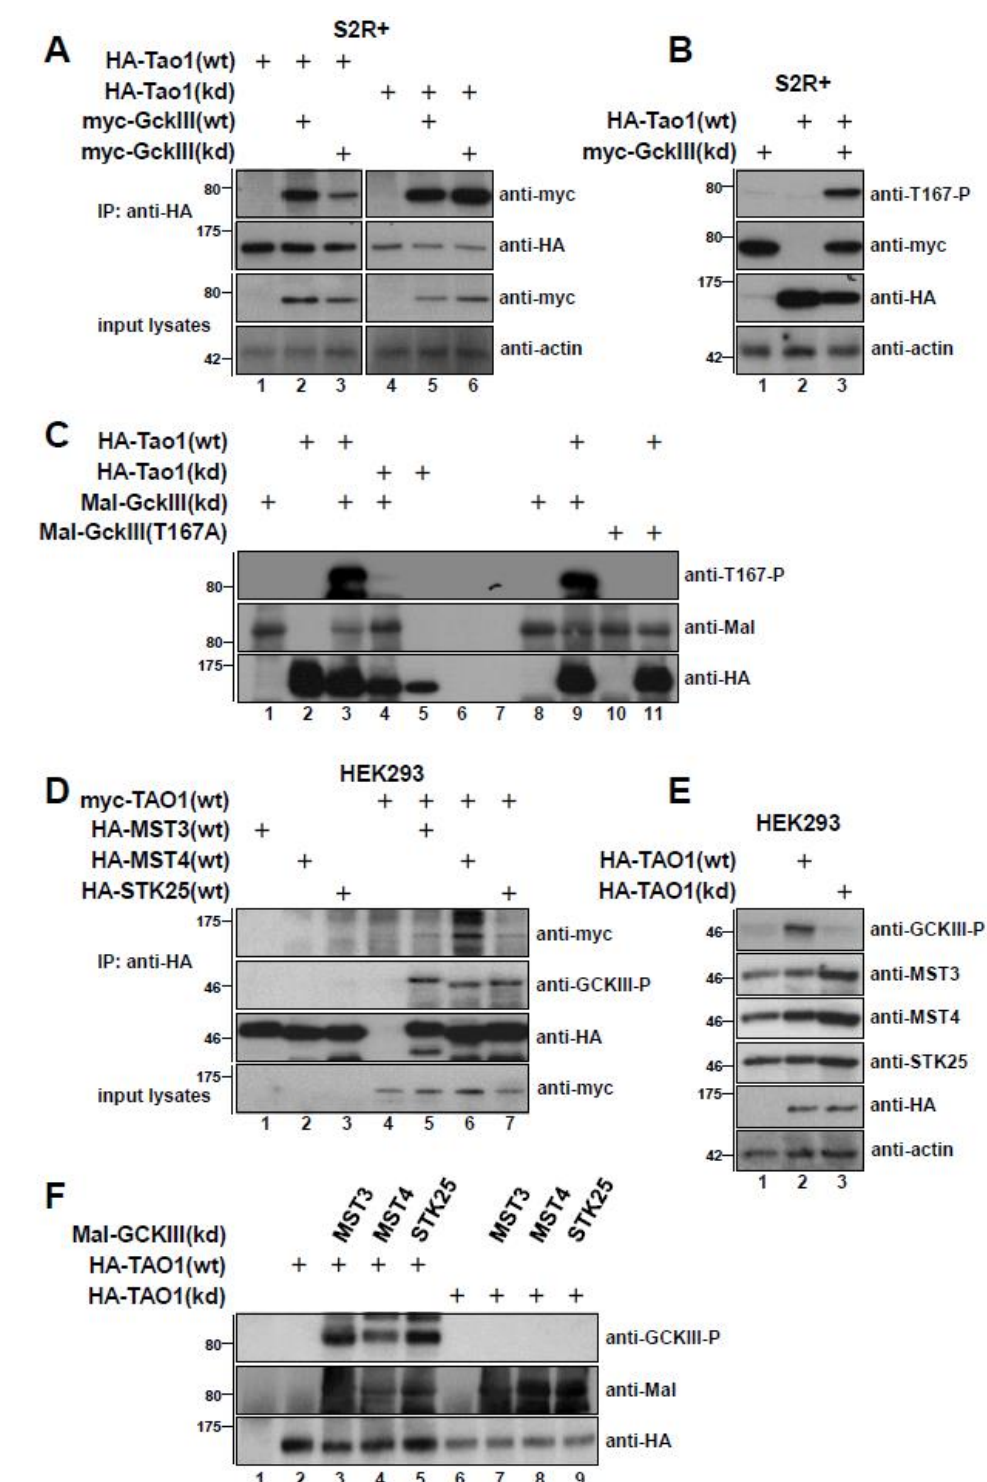 A
S2R+
HA-Tao1(wt) + + +
HA-Tao1(kd) + + +
myc-GckIII(wt) + +
myc-GckIII(kd) + +
IP: anti-HA
80 anti-myc
175 anti-HA
input lysates
80 anti-myc
42 anti-actin
1 2 3 4 5 6
B
S2R+
HA-Tao1(wt) + +
myc-GckIII(kd) + +
80 anti-T167-P
80 anti-myc
175 anti-HA
42 anti-actin
1 2 3
C
HA-Tao1(wt) + + + +
HA-Tao1(kd) + +
Mal-GckIII(kd) + + + + +
Mal-GckIII(T167A) + +
80 anti-T167-P
80 anti-Mal
175 anti-HA
1 2 3 4 5 6 7 8 9 10 11
D
HEK293
myc-TAO1(wt) + + + +
HA-MST3(wt) + +
HA-MST4(wt) + +
HA-STK25(wt) + +
IP: anti-HA
175 anti-myc
46 anti-GCKIII-P
46 anti-HA
input lysates
175 anti-myc
1 2 3 4 5 6 7
E
HEK293
HA-TAO1(wt) +
HA-TAO1(kd) +
46 anti-GCKIII-P
46 anti-MST3
46 anti-MST4
46 anti-STK25
175 anti-HA
42 anti-actin
1 2 3
F
Mal-GCKIII(kd) MST3 MST4 STK25 MST3 MST4 STK25
HA-TAO1(wt) + + + +
HA-TAO1(kd) + + + +
80 anti-GCKIII-P
80 anti-Mal
175 anti-HA
1 2 3 4 5 6 7 8 9